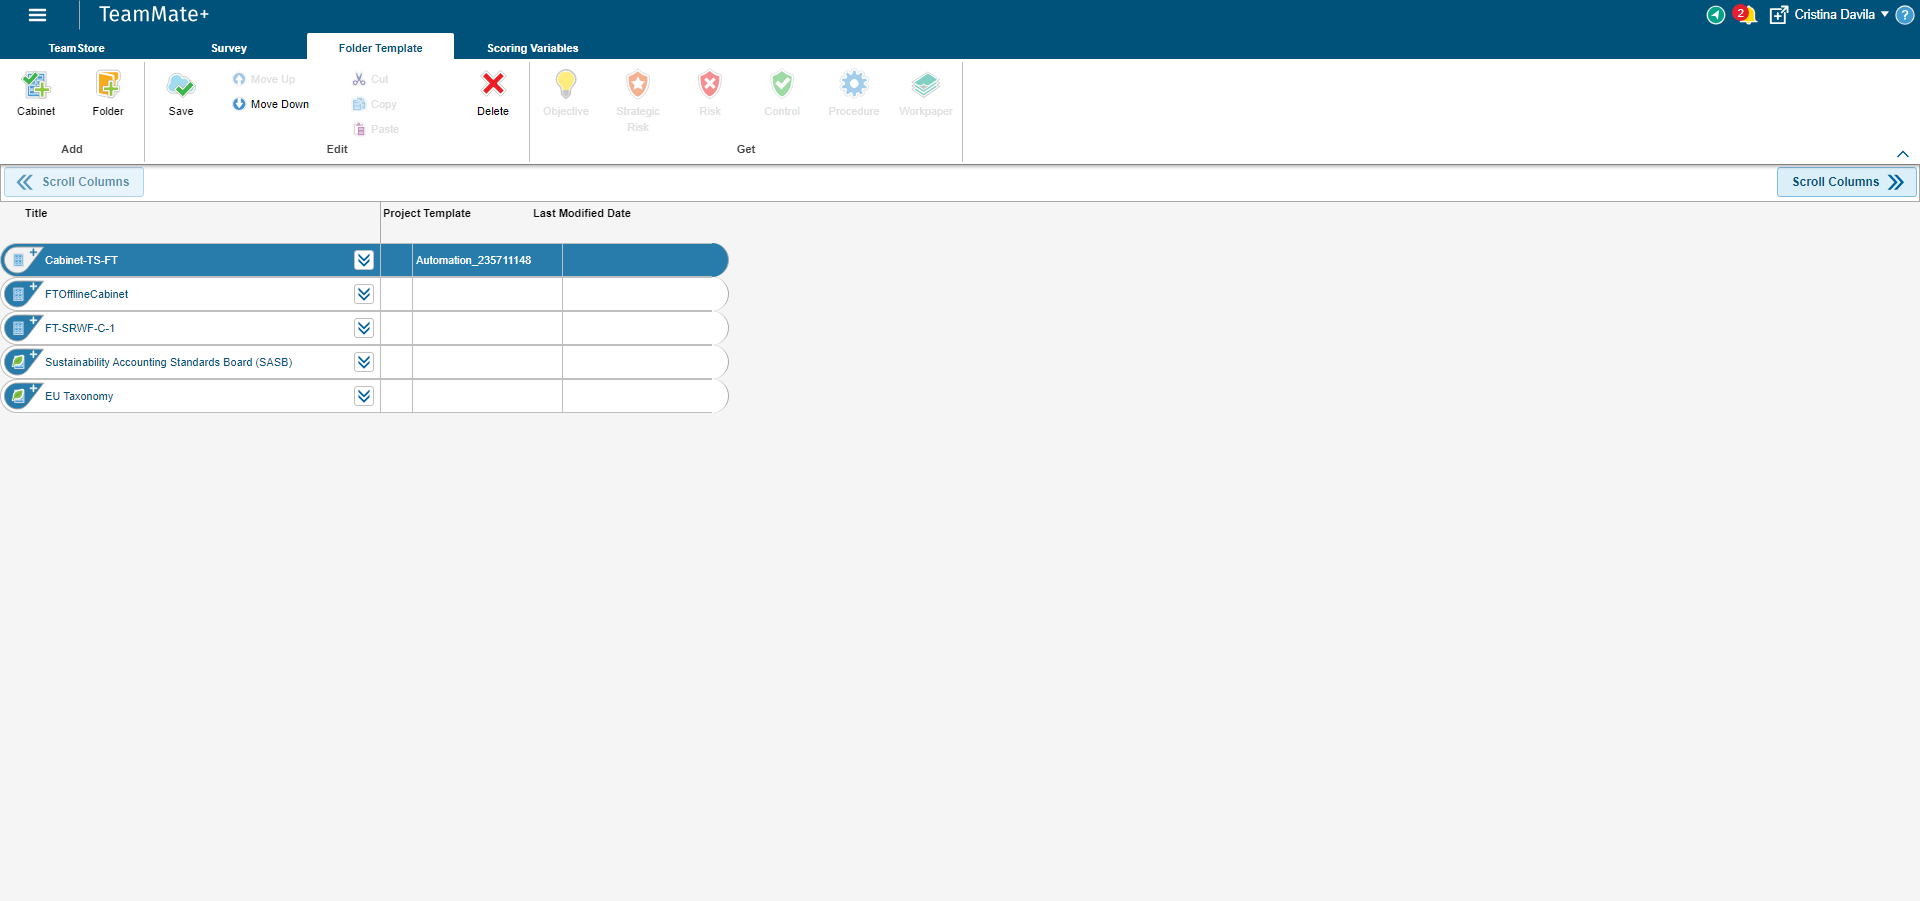 TeamMate+
2
Cristina Davila
?
TeamStore
Survey
Folder Template
Scoring Variables
Cabinet
Folder
Add
Save
Move Up
Move Down
Cut
Copy
Paste
Delete
Edit
Objective
Strategic
Risk
Risk
Control
Procedure
Workpaper
Get
Scroll Columns
Scroll Columns
Title
Project Template
Last Modified Date
Cabinet-TS-FT
Automation_235711148
FTOfflineCabinet
FT-SRWF-C-1
Sustainability Accounting Standards Board (SASB)
EU Taxonomy